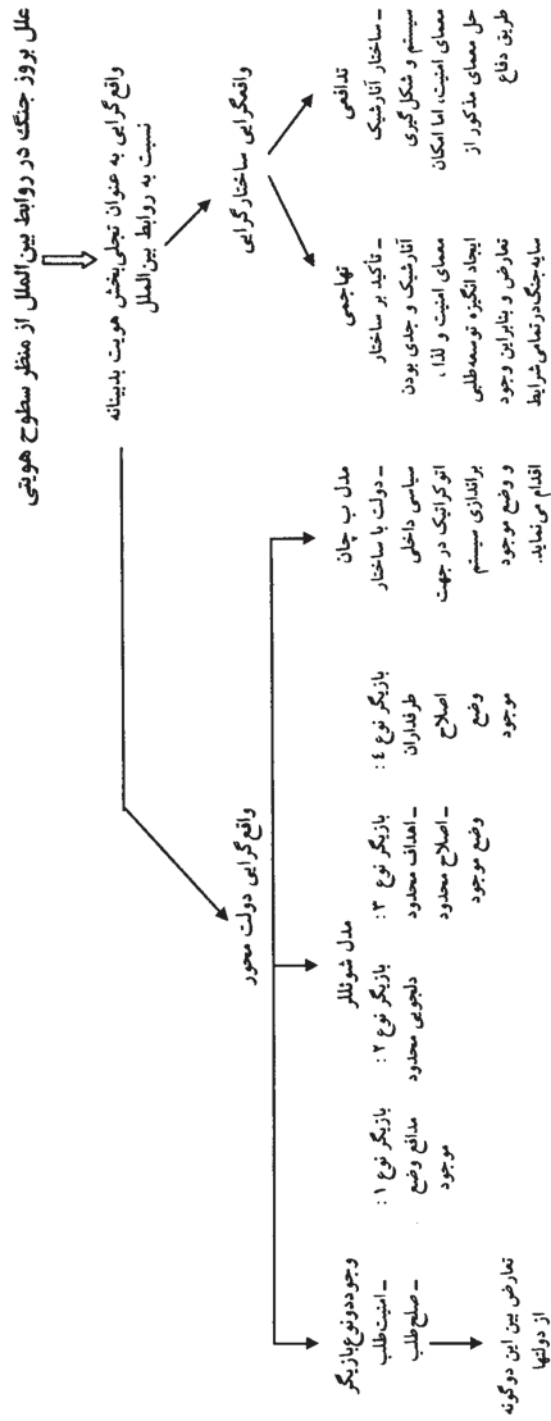 علل بروز جنگ در روابط بین‌الملل از منظر سطوح هویتی
واقع‌گرایی به عنوان تجلی‌بخش هویت بدبینانه
نسبت به روابط بین‌الملل
واقعگرایی ساختارگرایی
تدافعی
ـ ساختار آنارشیک
سیستم و شکل‌گیری
معمای امنیت، اما امکان
حل معمای مذکور از
طریق دفاع
تهاجمی
ـ تأکید بر ساختار
آنارشیک و جدی بودن
معمای امنیت و لذا ،
ایجاد انگیزه توسعه‌طلبی
تعارض و بنابراین وجود
سایه جنگ در تمامی شرایط
واقع‌گرایی دولت محور
مدل ب چان
ـ دولت با ساختار
سیاسی داخلی
اتوکراتیک در جهت
براندازی سیستم
و وضع موجود
اقدام می‌نماید.
مدل شوئللر
بازیگر نوع ۴ :
طرفداران
اصلاح
وضع
موجود
بازیگر نوع ۳ :
ـ اهداف محدود
ـ اصلاح محدود
وضع موجود
بازیگر نوع ۲ :
دلجویی محدود
بازیگر نوع ۱ :
مدافع وضع
موجود
وجود دو نوع بازیگر
ـ امنیت‌طلب
ـ صلح‌طلب
تعارض بین این دو گونه
از دولتها